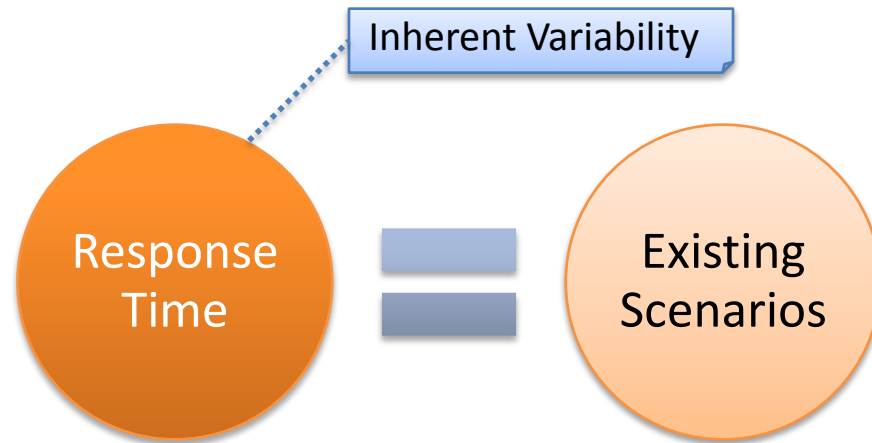 Inherent Variability
Response
Time
Existing
Scenarios